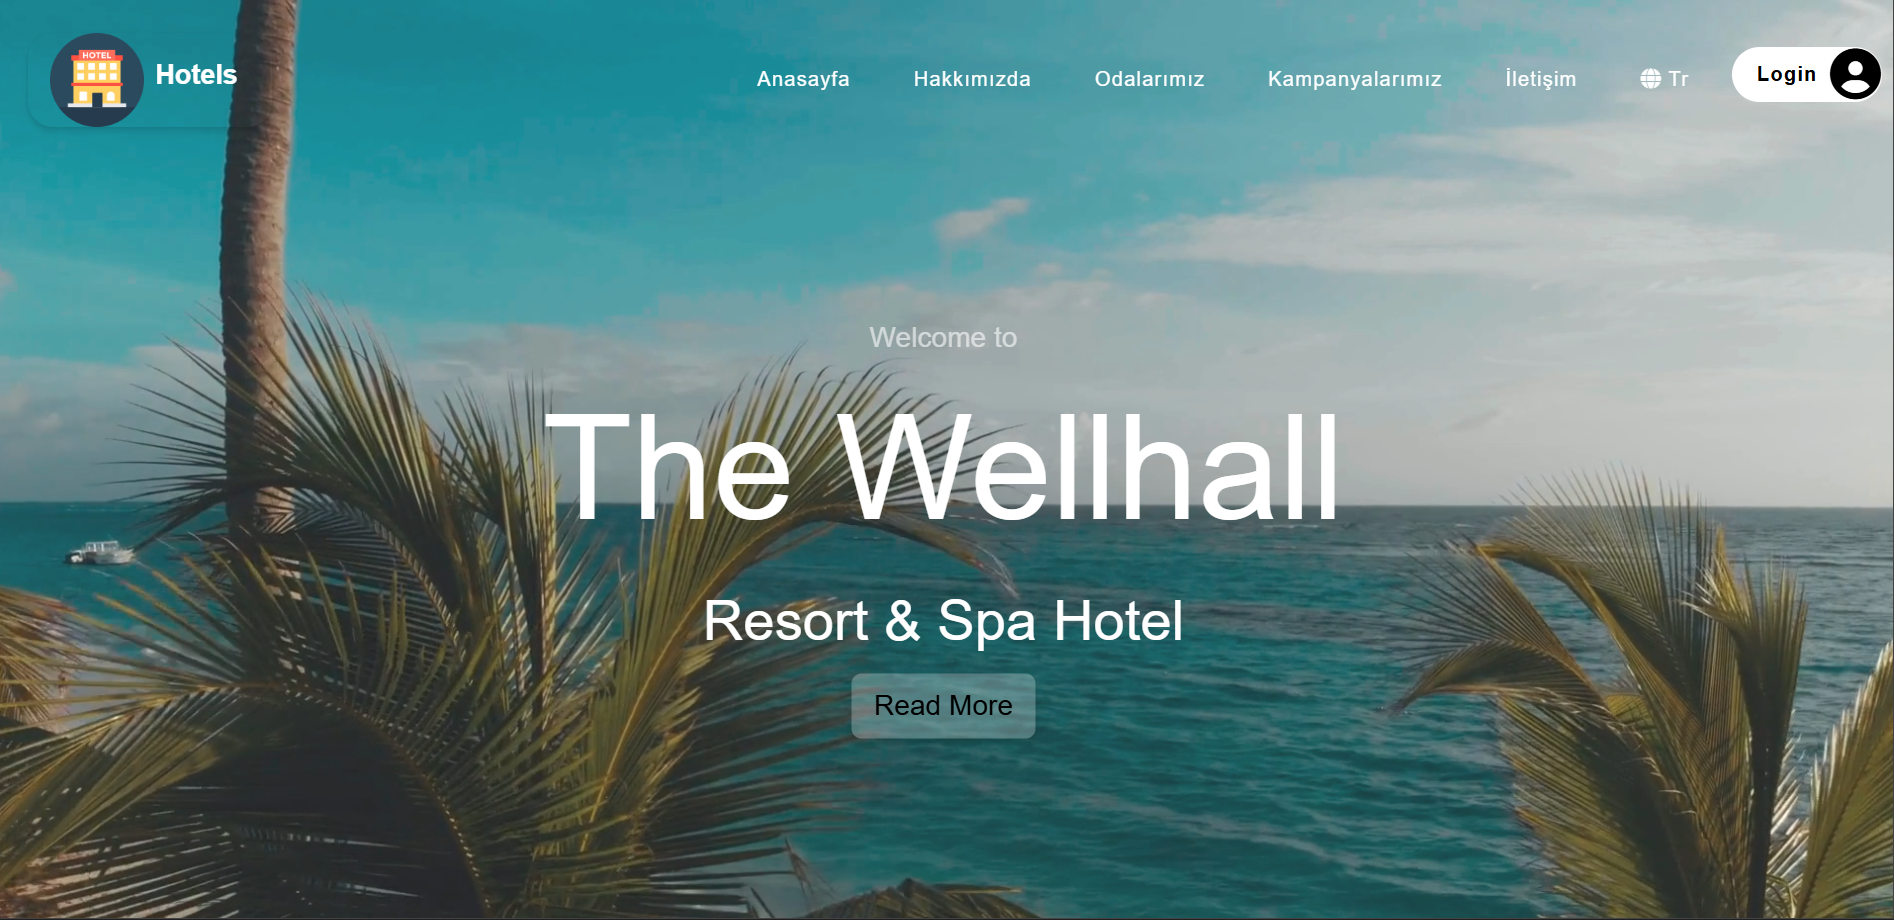 HOTEL
Hotels
Anasayfa
Hakkımızda
Odalarımız
Kampanyalarımız
İletişim
Tr
Login
Welcome to
The Wellhall
Resort & Spa Hotel
Read More